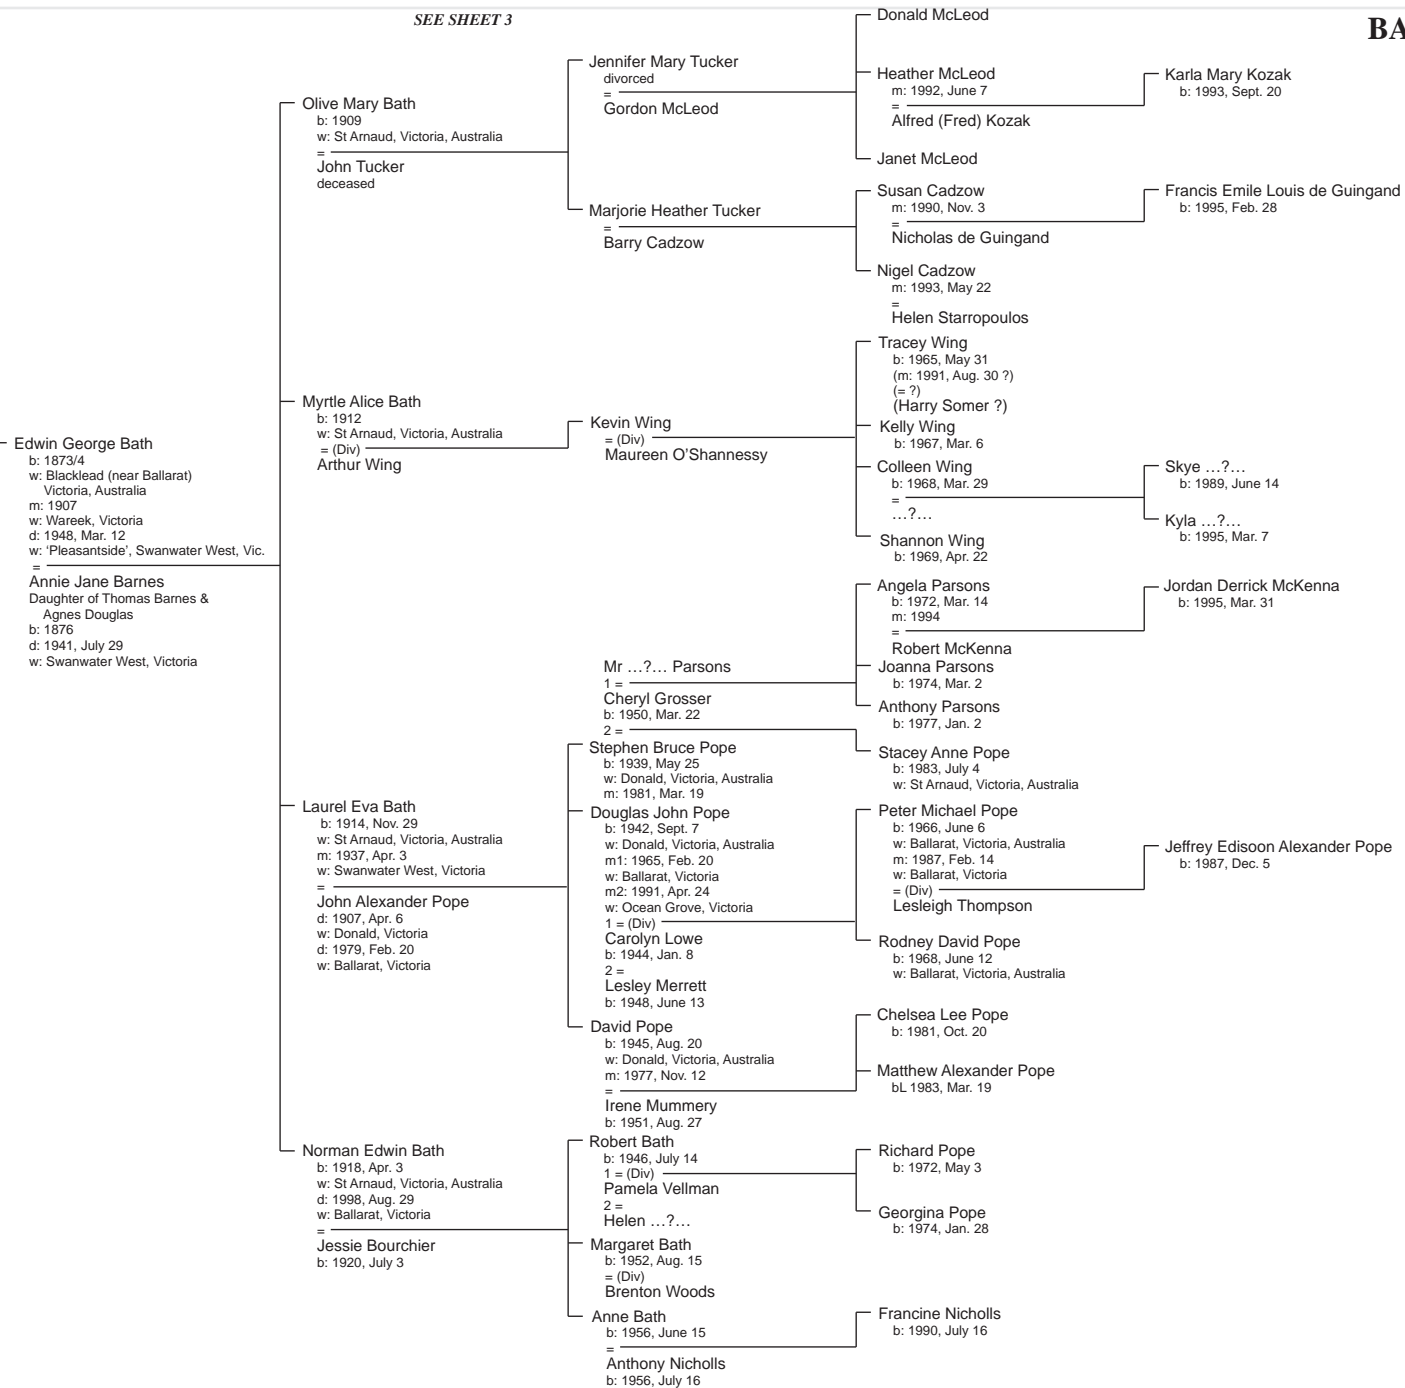 SEE SHEET 3
BA
Edwin George Bath
b: 1873/4
w: Blacklead (near Ballarat)
Victoria, Australia
m: 1907
w: Wareek, Victoria
d: 1948, Mar. 12
w: ‘Pleasantside’, Swanwater West, Vic.
=
Annie Jane Barnes
Daughter of Thomas Barnes &
Agnes Douglas
b: 1876
d: 1941, July 29
w: Swanwater West, Victoria
Olive Mary Bath
b: 1909
w: St Arnaud, Victoria, Australia
=
John Tucker
deceased
Myrtle Alice Bath
b: 1912
w: St Arnaud, Victoria, Australia
= (Div)
Arthur Wing
Laurel Eva Bath
b: 1914, Nov. 29
w: St Arnaud, Victoria, Australia
m: 1937, Apr. 3
w: Swanwater West, Victoria
=
John Alexander Pope
d: 1907, Apr. 6
w: Donald, Victoria
d: 1979, Feb. 20
w: Ballarat, Victoria
Norman Edwin Bath
b: 1918, Apr. 3
w: St Arnaud, Victoria, Australia
d: 1998, Aug. 29
w: Ballarat, Victoria
=
Jessie Bourchier
b: 1920, July 3
Jennifer Mary Tucker
divorced
=
Gordon McLeod
Marjorie Heather Tucker
=
Barry Cadzow
Kevin Wing
= (Div)
Maureen O’Shannessy
Mr …?… Parsons
1 =
Cheryl Grosser
b: 1950, Mar. 22
2 =
Stephen Bruce Pope
b: 1939, May 25
w: Donald, Victoria, Australia
m: 1981, Mar. 19
Douglas John Pope
b: 1942, Sept. 7
w: Donald, Victoria, Australia
m1: 1965, Feb. 20
w: Ballarat, Victoria
m2: 1991, Apr. 24
w: Ocean Grove, Victoria
1 = (Div)
Carolyn Lowe
b: 1944, Jan. 8
2 =
Lesley Merrett
b: 1948, June 13
David Pope
b: 1945, Aug. 20
w: Donald, Victoria, Australia
m: 1977, Nov. 12
=
Irene Mummery
b: 1951, Aug. 27
Robert Bath
b: 1946, July 14
1 = (Div)
Pamela Vellman
2 =
Helen …?…
Margaret Bath
b: 1952, Aug. 15
= (Div)
Brenton Woods
Anne Bath
b: 1956, June 15
=
Anthony Nicholls
b: 1956, July 16
Donald McLeod
Heather McLeod
m: 1992, June 7
=
Alfred (Fred) Kozak
Janet McLeod
Susan Cadzow
m: 1990, Nov. 3
=
Nicholas de Guingand
Nigel Cadzow
m: 1993, May 22
=
Helen Starropoulos
Tracey Wing
b: 1965, May 31
(m: 1991, Aug. 30 ?)
(= ?)
(Harry Somer ?)
Kelly Wing
b: 1967, Mar. 6
Colleen Wing
b: 1968, Mar. 29
=
…?…
Shannon Wing
b: 1969, Apr. 22
Angela Parsons
b: 1972, Mar. 14
m: 1994
=
Robert McKenna
Joanna Parsons
b: 1974, Mar. 2
Anthony Parsons
b: 1977, Jan. 2
Stacey Anne Pope
b: 1983, July 4
w: St Arnaud, Victoria, Australia
Peter Michael Pope
b: 1966, June 6
w: Ballarat, Victoria, Australia
m: 1987, Feb. 14
w: Ballarat, Victoria
= (Div)
Lesleigh Thompson
Rodney David Pope
b: 1968, June 12
w: Ballarat, Victoria, Australia
Chelsea Lee Pope
b: 1981, Oct. 20
Matthew Alexander Pope
bL 1983, Mar. 19
Richard Pope
b: 1972, May 3
Georgina Pope
b: 1974, Jan. 28
Francine Nicholls
b: 1990, July 16
Karla Mary Kozak
b: 1993, Sept. 20
Francis Emile Louis de Guingand
b: 1995, Feb. 28
Skye …?…
b: 1989, June 14
Kyla …?…
b: 1995, Mar. 7
Jordan Derrick McKenna
b: 1995, Mar. 31
Jeffrey Edisoon Alexander Pope
b: 1987, Dec. 5